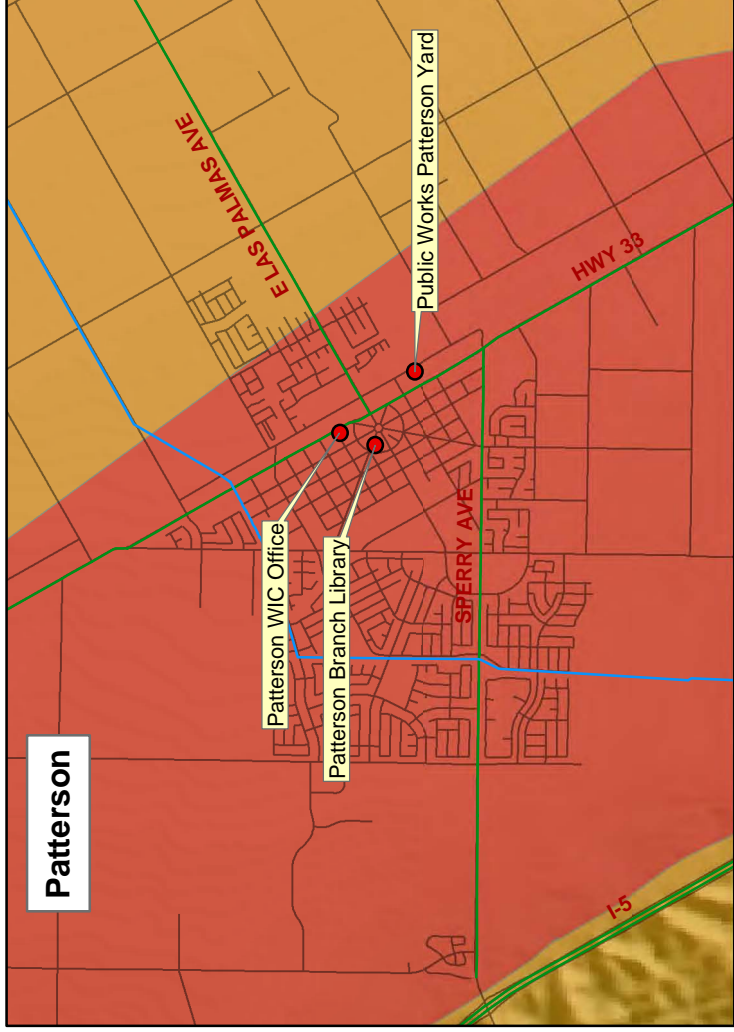 Patterson
E LAS PALMAS AVE
Public Works Patterson Yard
HWY 33
Patterson WIC Office
Patterson Branch Library
SPERRY AVE
I-5